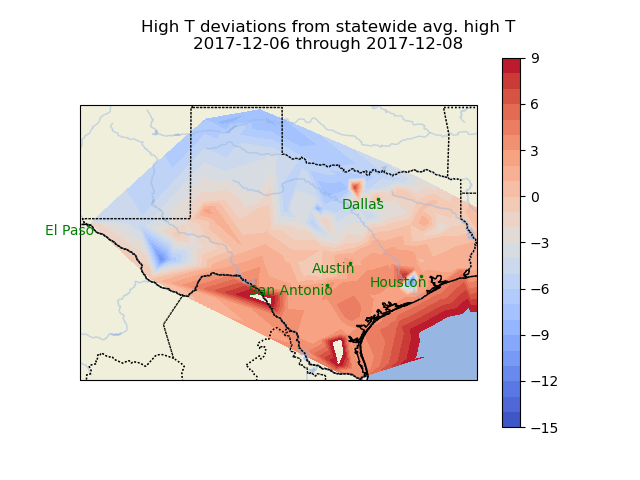 High T deviations from statewide avg. high T
2017-12-06 through 2017-12-08
9
6
3
0
−3
−6
−9
−12
−15
Dallas
El Paso
Austin
Houston
San Antonio